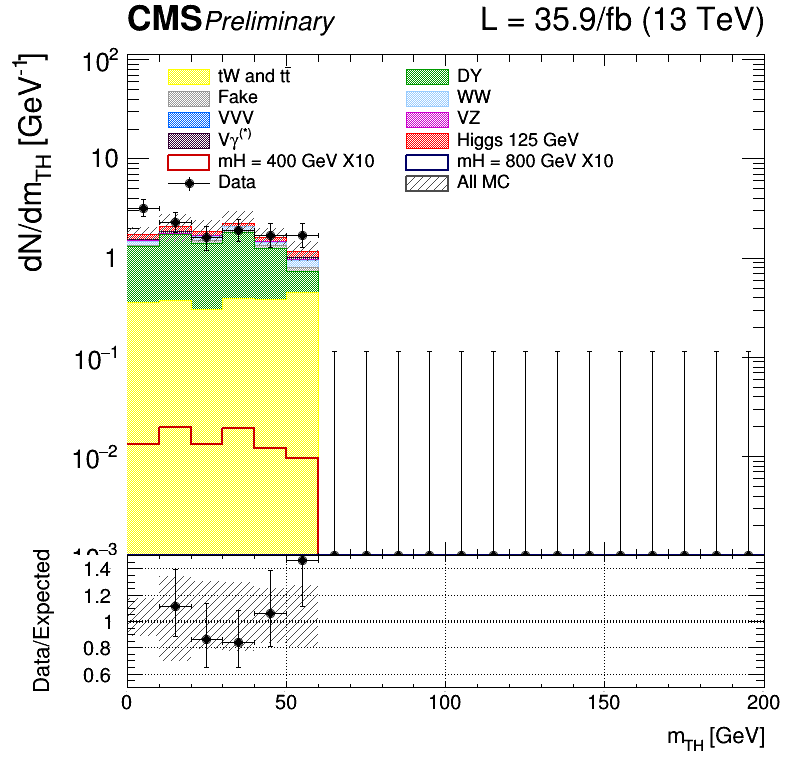 CMS Preliminary L = 35.9/fb (13 TeV)
dN/dm_TH [GeV⁻¹]
10²
10
1
10⁻¹
10⁻²
10⁻³
tW and tt̄ DY
Fake WW
VVV VZ
Vγ⁽*⁾ Higgs 125 GeV
mH = 400 GeV X10 mH = 800 GeV X10
Data All MC
Data/Expected
1.4
1.2
1
0.8
0.6
0 50 100 150 200
m_TH [GeV]